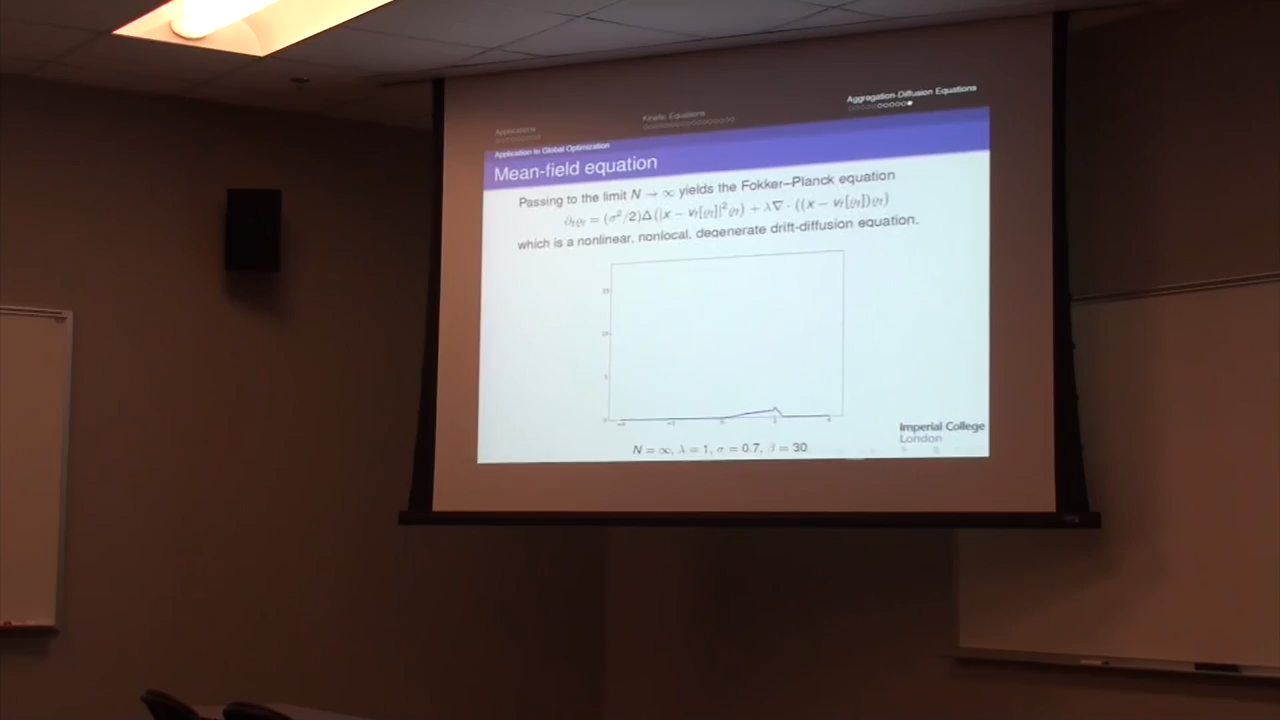 Applications
Kinetic Equations
Aggregation-Diffusion Equations
Application in Global Optimization
Mean-field equation
Passing to the limit N → ∞ yields the Fokker–Planck equation
∂ₜϱₜ = (σ²/2)Δ(|x − vₜ[ϱₜ]|²ϱₜ) + λ∇ · ((x − vₜ[ϱₜ])ϱₜ)
which is a nonlinear, nonlocal, degenerate drift-diffusion equation.
N = ∞, λ = 1, σ = 0.7, β = 30
Imperial College
London